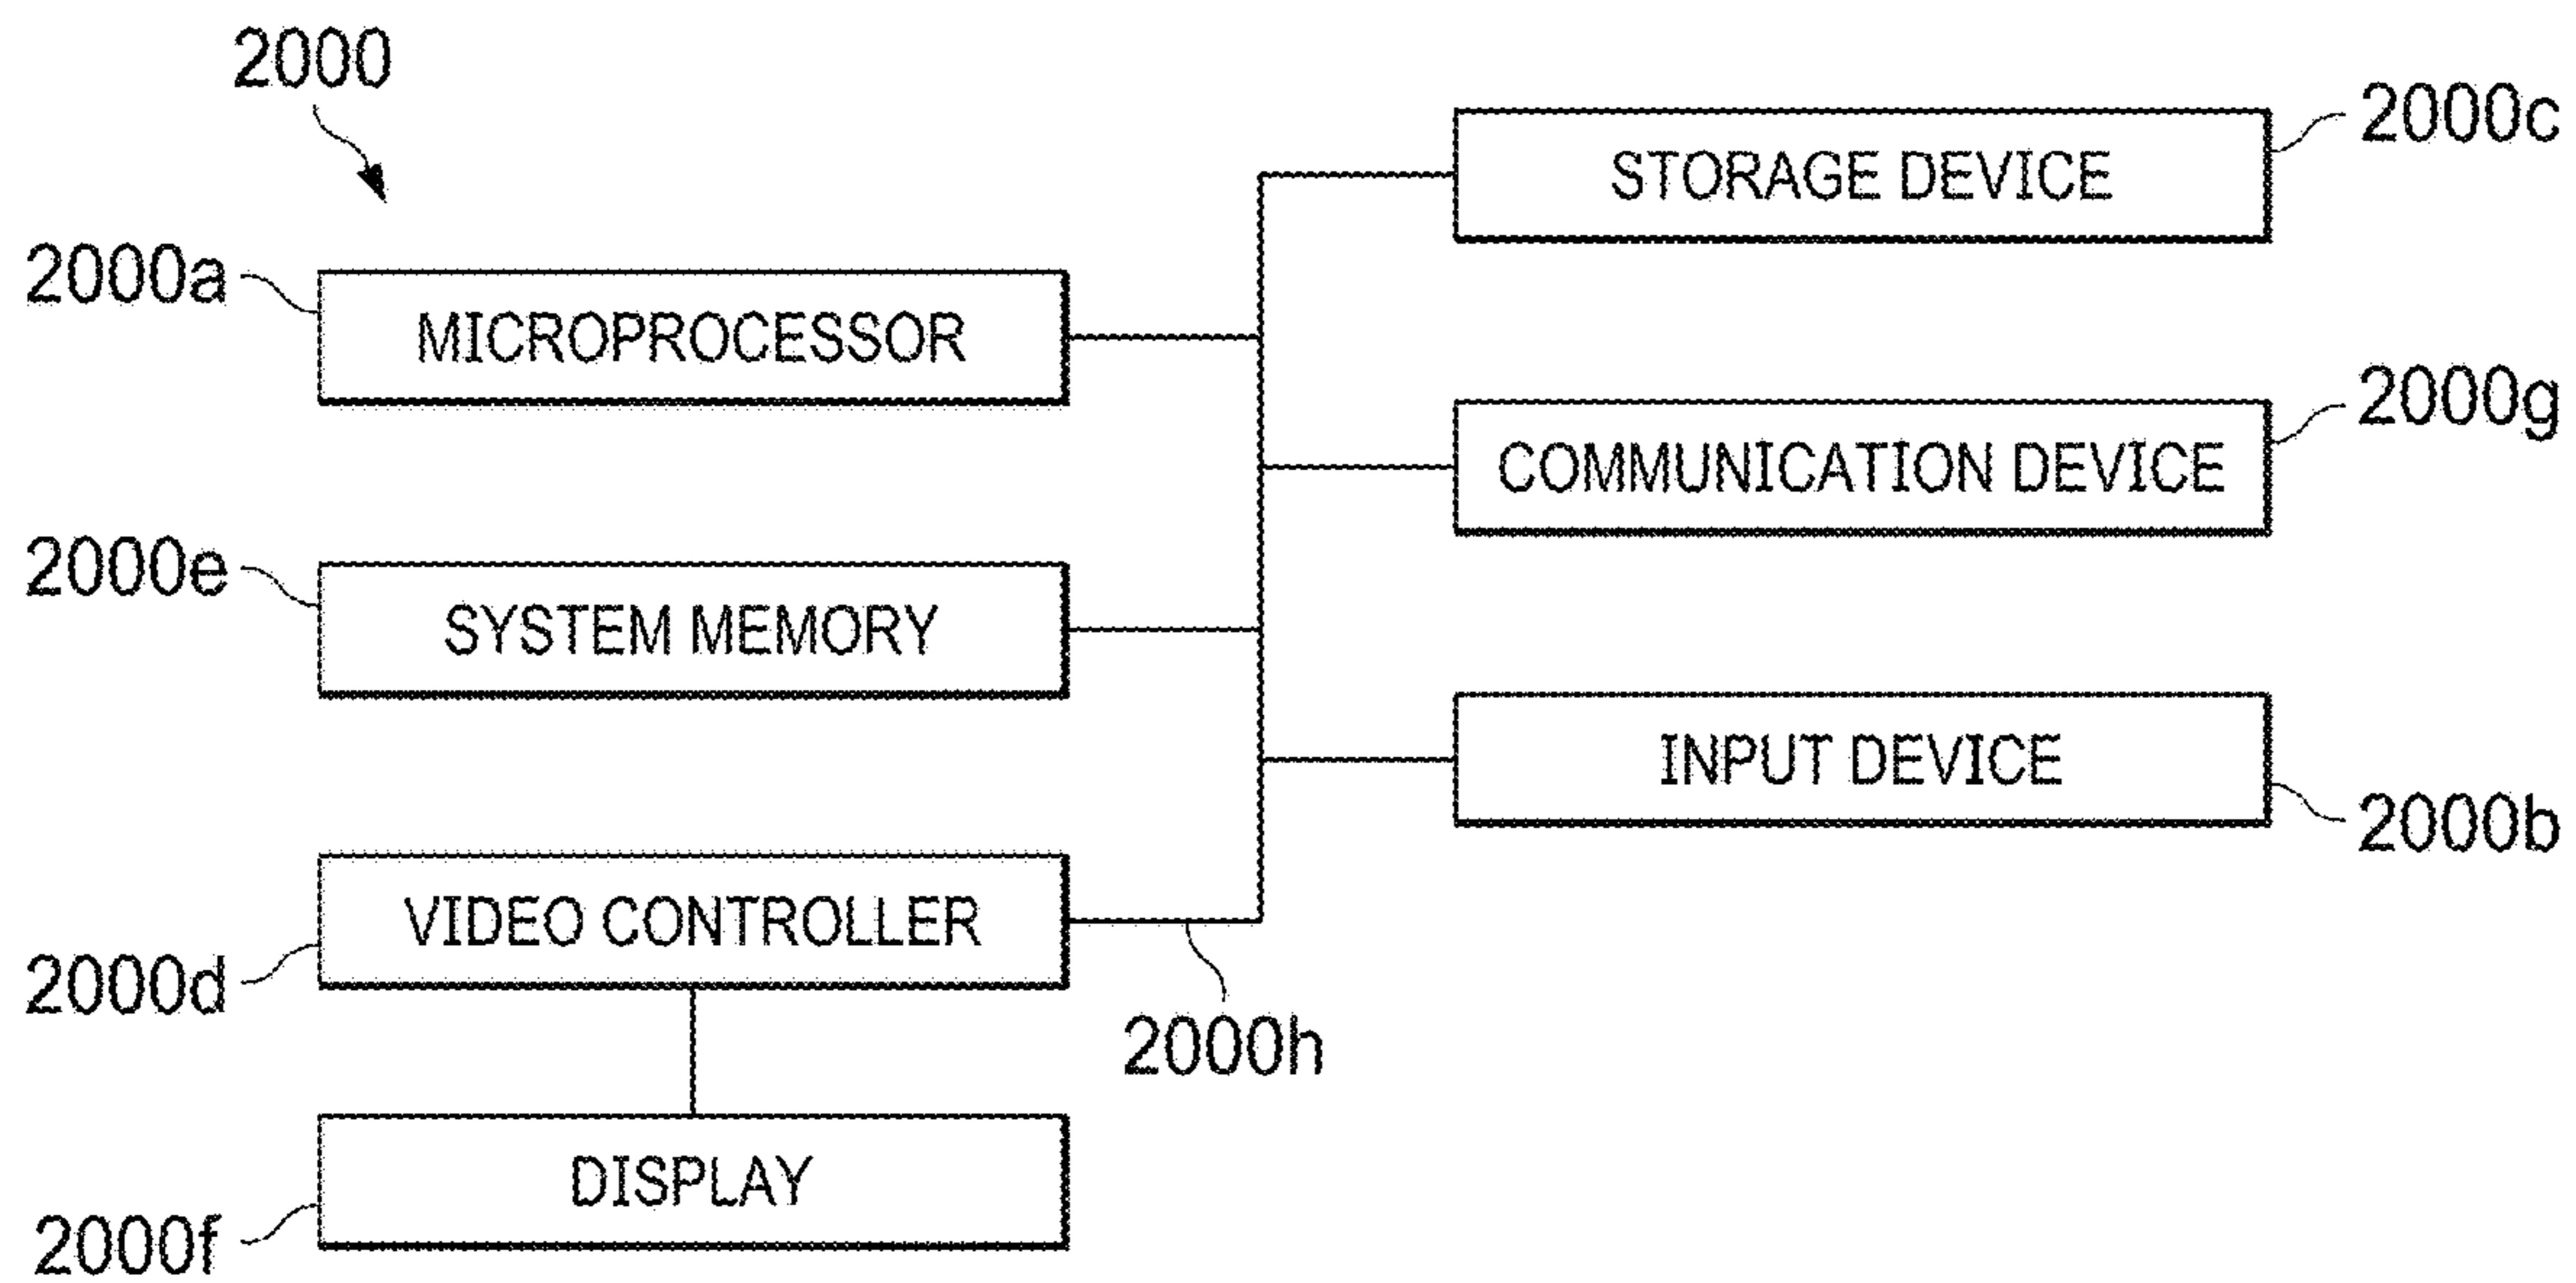 2000
2000c
STORAGE DEVICE
2000a
MICROPROCESSOR
2000g
COMMUNICATION DEVICE
2000e
SYSTEM MEMORY
INPUT DEVICE
2000b
VIDEO CONTROLLER
2000d
2000h
DISPLAY
2000f